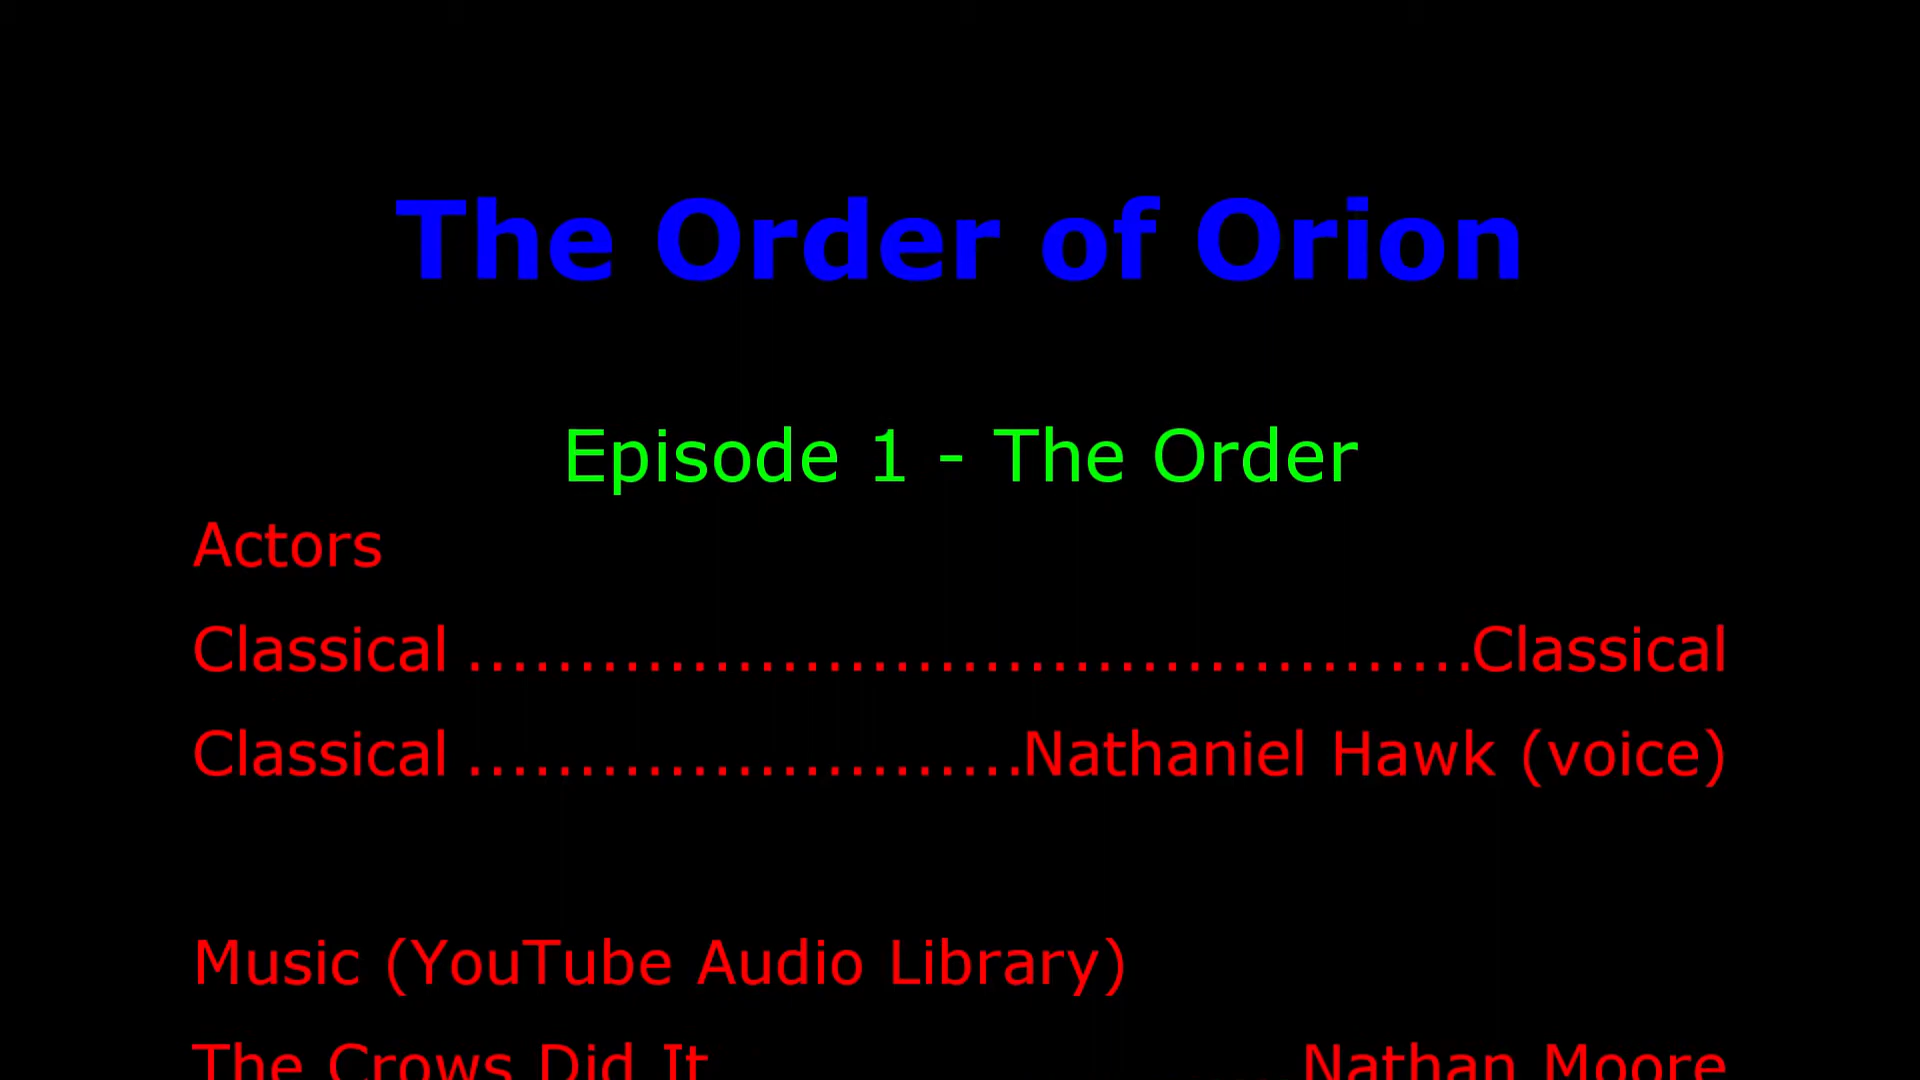 The Order of Orion
Episode 1 - The Order
Actors
Classical .............................................Classical
Classical .........................Nathaniel Hawk (voice)
Music (YouTube Audio Library)
The Crows Did It Nathan Moore